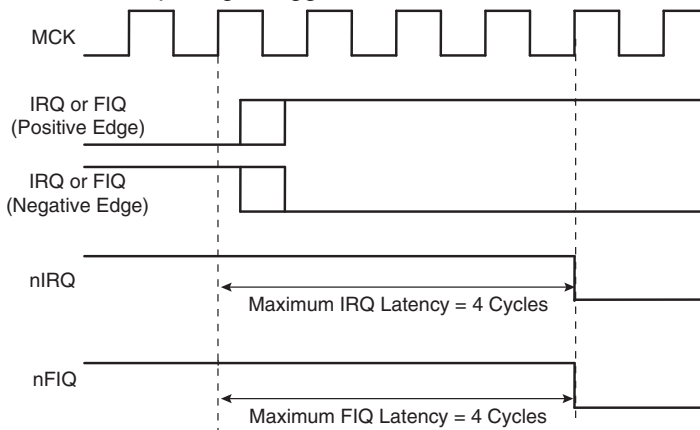 MCK
IRQ or FIQ
(Positive Edge)
IRQ or FIQ
(Negative Edge)
nIRQ
Maximum IRQ Latency = 4 Cycles
nFIQ
Maximum FIQ Latency = 4 Cycles